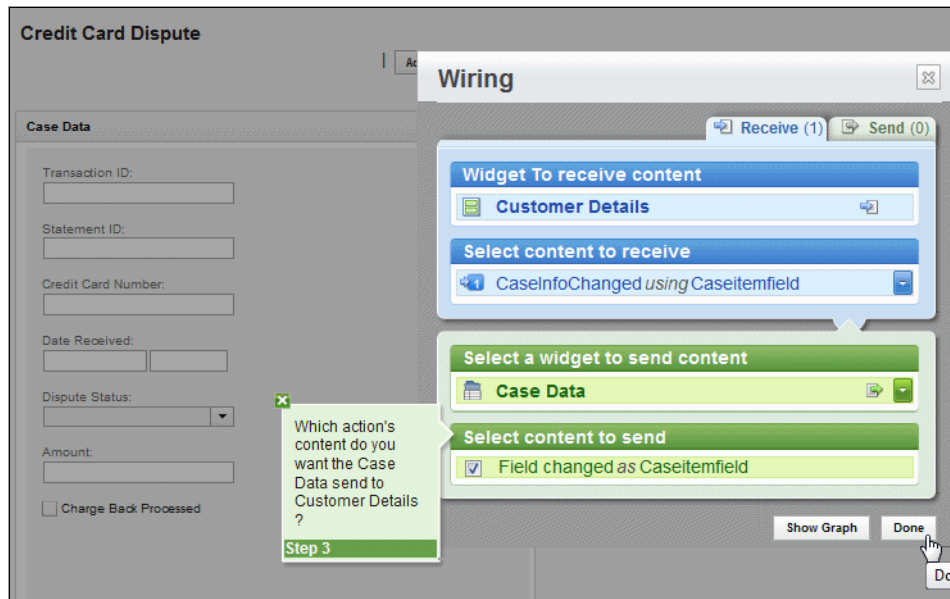 Credit Card Dispute
Wiring
Case Data
Receive (1)
Send (0)
Widget To receive content
Customer Details
Select content to receive
CaseInfoChanged using Caseitemfield
Select a widget to send content
Case Data
Select content to send
Field changed as Caseitemfield
Show Graph
Done
Transaction ID:
Statement ID:
Credit Card Number:
Date Received:
Dispute Status:
Amount:
Charge Back Processed
Which action's
content do you
want the Case
Data send to
Customer Details
?
Step 3